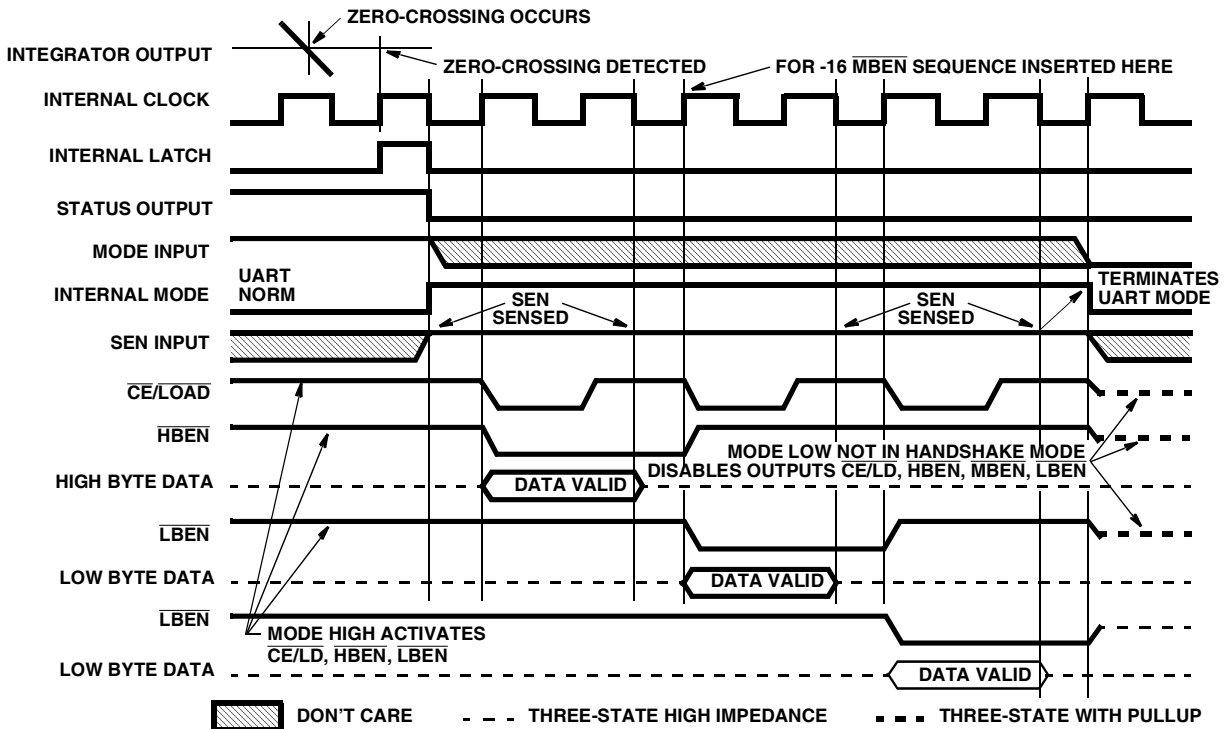 ZERO-CROSSING OCCURS
INTEGRATOR OUTPUT
ZERO-CROSSING DETECTED
FOR -16 MBEN SEQUENCE INSERTED HERE
INTERNAL CLOCK
INTERNAL LATCH
STATUS OUTPUT
MODE INPUT
INTERNAL MODE
UART
NORM
SEN
SENSED
SEN
SENSED
TERMINATES
UART MODE
SEN INPUT
CE/LOAD
HBEN
MODE LOW NOT IN HANDSHAKE MODE
DISABLES OUTPUTS CE/LD, HBEN, MBEN, LBEN
HIGH BYTE DATA
DATA VALID
LBEN
LOW BYTE DATA
DATA VALID
LBEN
MODE HIGH ACTIVATES
CE/LD, HBEN, LBEN
LOW BYTE DATA
DATA VALID
DON'T CARE
THREE-STATE HIGH IMPEDANCE
THREE-STATE WITH PULLUP